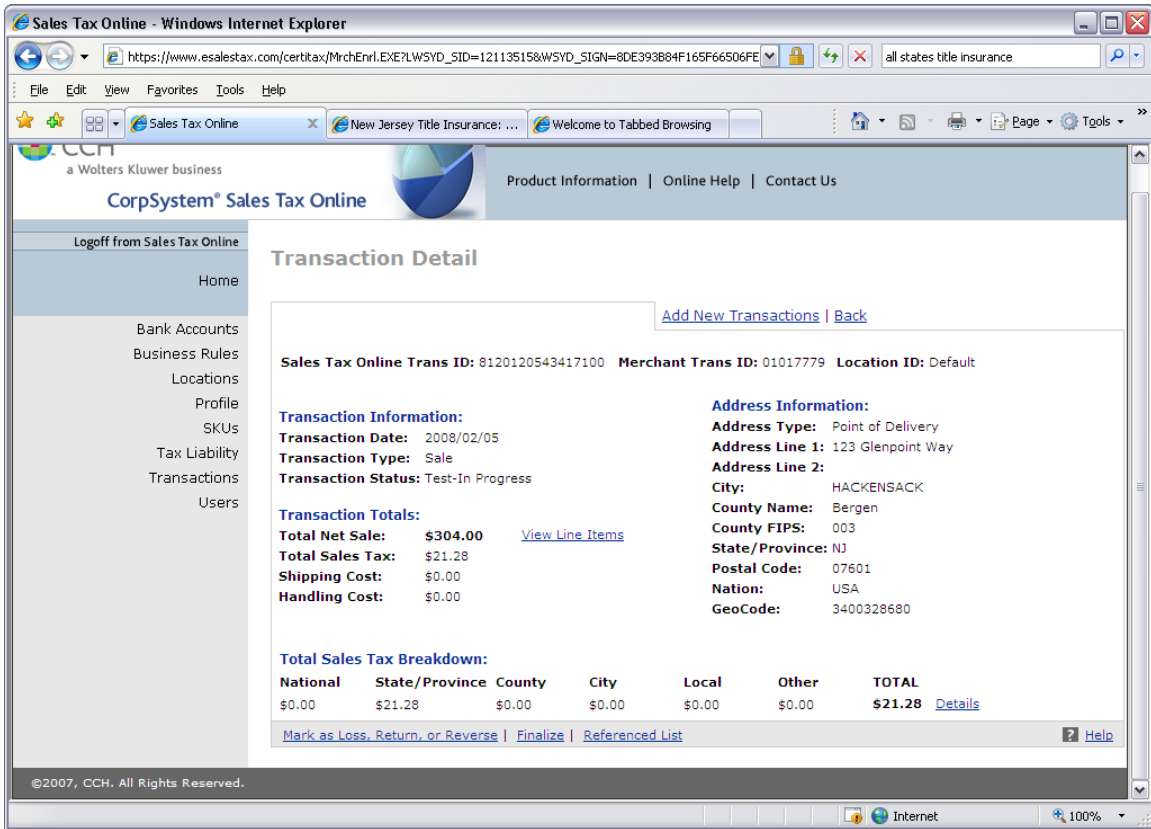 Sales Tax Online - Windows Internet Explorer
https://www.esalestax.com/certitax/MrchEnrl.EXE?LWSYD_SID=12113515&WSYD_SIGN=8DE393B84F165F66506FE
all states title insurance
File Edit View Favorites Tools Help
Sales Tax Online
New Jersey Title Insurance: ...
Welcome to Tabbed Browsing
Page Tools
CCH
a Wolters Kluwer business
CorpSystem® Sales Tax Online
Product Information | Online Help | Contact Us
Logoff from Sales Tax Online
Home
Bank Accounts
Business Rules
Locations
Profile
SKUs
Tax Liability
Transactions
Users
Transaction Detail
Add New Transactions | Back
Sales Tax Online Trans ID: 8120120543417100 Merchant Trans ID: 01017779 Location ID: Default
Transaction Information:
Transaction Date: 2008/02/05
Transaction Type: Sale
Transaction Status: Test-In Progress
Transaction Totals:
Total Net Sale: $304.00 View Line Items
Total Sales Tax: $21.28
Shipping Cost: $0.00
Handling Cost: $0.00
Address Information:
Address Type: Point of Delivery
Address Line 1: 123 Glenpoint Way
Address Line 2:
City: HACKENSACK
County Name: Bergen
County FIPS: 003
State/Province: NJ
Postal Code: 07601
Nation: USA
GeoCode: 3400328680
Total Sales Tax Breakdown:
National State/Province County City Local Other TOTAL
$0.00 $21.28 $0.00 $0.00 $0.00 $0.00 $21.28 Details
Mark as Loss, Return, or Reverse | Finalize | Referenced List
? Help
©2007, CCH. All Rights Reserved.
Internet
100%